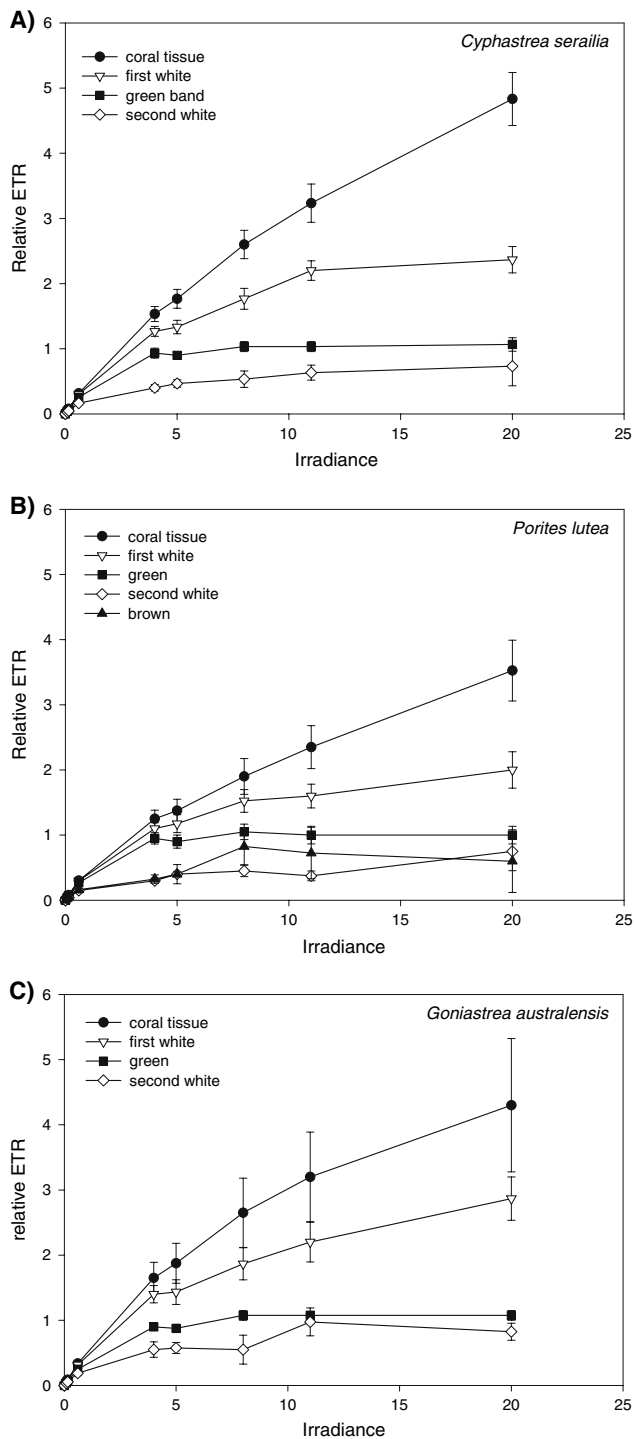 A)
Cyphastrea serailia
coral tissue
first white
green band
second white
6
5
4
3
2
1
0
Relative ETR
0 5 10 15 20 25
Irradiance
B)
Porites lutea
coral tissue
first white
green
second white
brown
6
5
4
3
2
1
0
Relative ETR
0 5 10 15 20 25
Irradiance
C)
Goniastrea australensis
coral tissue
first white
green
second white
6
5
4
3
2
1
0
relative ETR
0 5 10 15 20 25
Irradiance